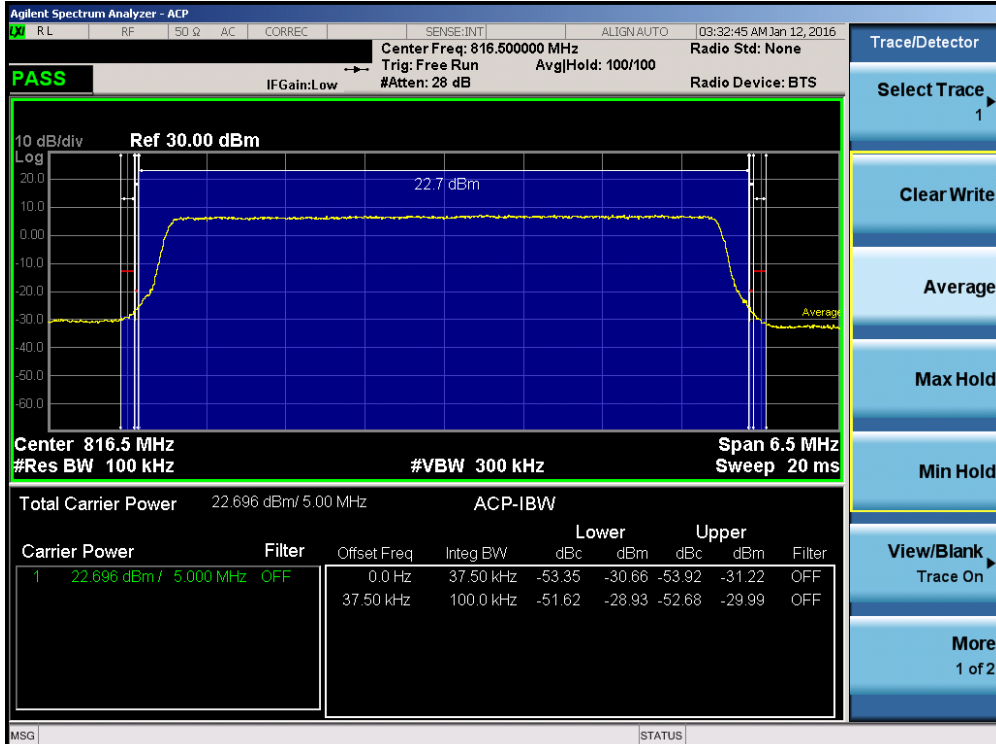 Agilent Spectrum Analyzer - ACP
LXI RL RF 50 Ω AC CORREC SENSE:INT ALIGN AUTO 03:32:45 AM Jan 12, 2016
Center Freq: 816.500000 MHz Radio Std: None
Trig: Free Run Avg|Hold: 100/100
PASS IFGain:Low #Atten: 28 dB Radio Device: BTS
10 dB/div Ref 30.00 dBm
Log
20.0
22.7 dBm
10.0
0.00
-10.0
-20.0
-30.0
Average
-40.0
-50.0
-60.0
Center 816.5 MHz Span 6.5 MHz
#Res BW 100 kHz #VBW 300 kHz Sweep 20 ms
Total Carrier Power 22.696 dBm/ 5.00 MHz ACP-IBW
Lower Upper
Carrier Power Filter Offset Freq Integ BW dBc dBm dBc dBm Filter
1 22.696 dBm / 5.000 MHz OFF 0.0 Hz 37.50 kHz -53.35 -30.66 -53.92 -31.22 OFF
37.50 kHz 100.0 kHz -51.62 -28.93 -52.68 -29.99 OFF
MSG STATUS
Trace/Detector
Select Trace
1
Clear Write
Average
Max Hold
Min Hold
View/Blank
Trace On
More
1 of 2